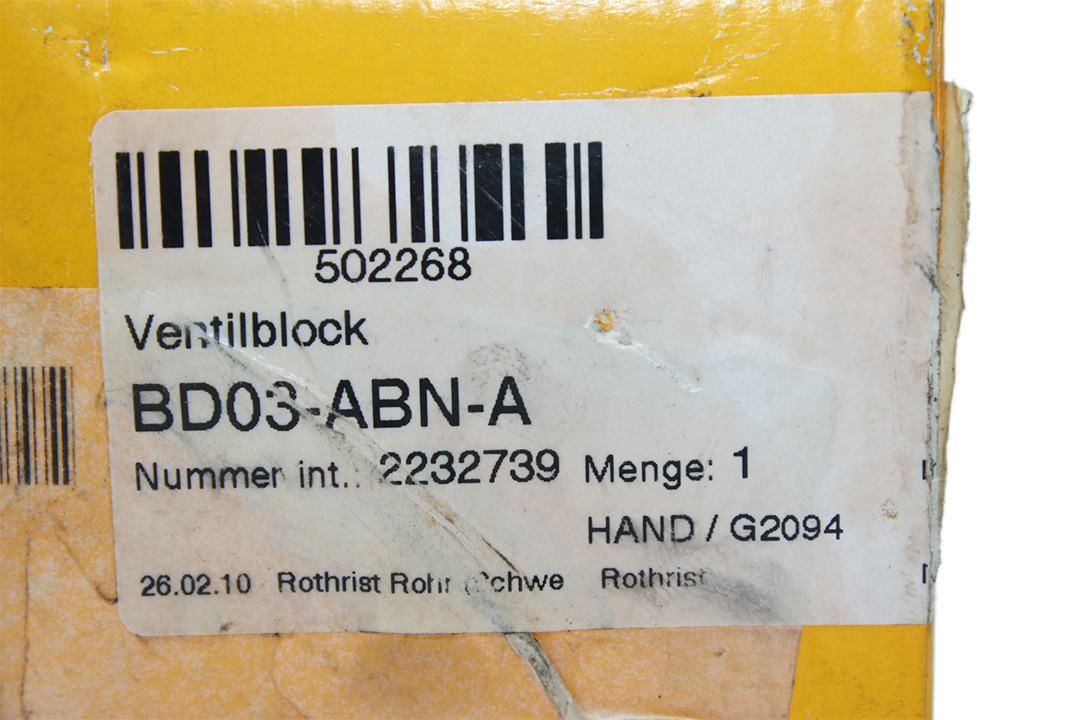 502268
Ventilblock
BD03-ABN-A
Nummer int.: 2232739 Menge: 1
HAND / G2094
26.02.10 Rothrist Rohr (Schwe Rothrist